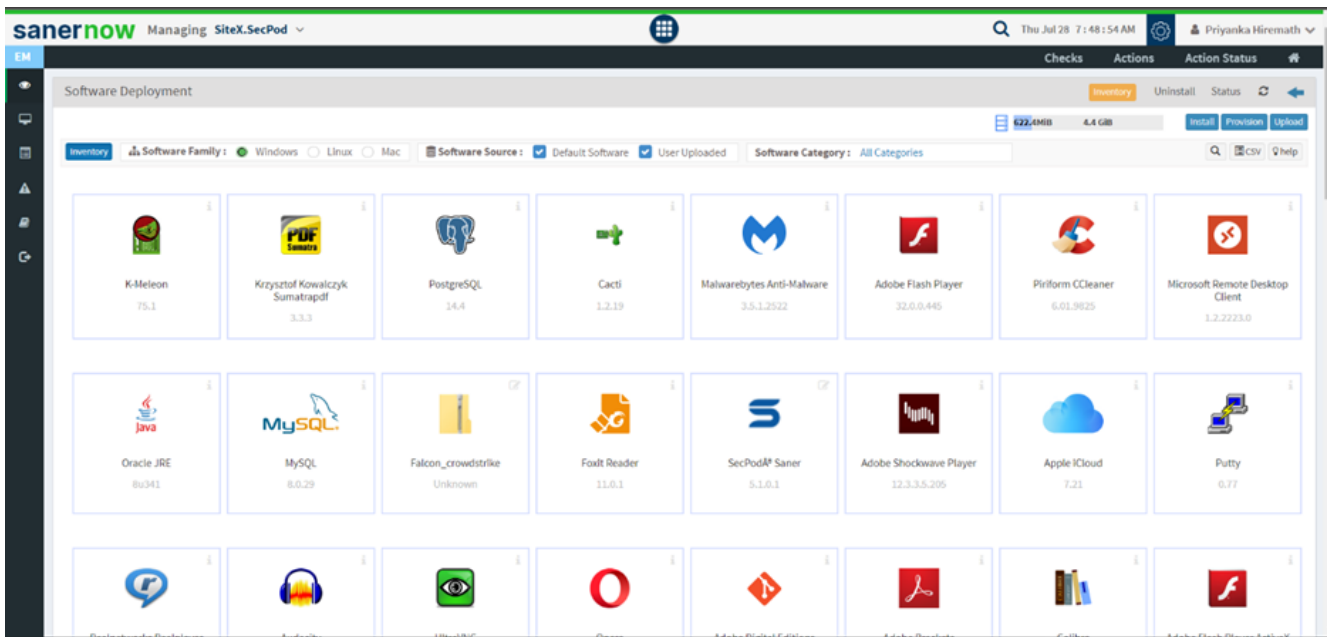 sanernow Managing SiteX.SecPod Thu Jul 28 7:48:54 AM Priyanka Hiremath
EM Checks Actions Action Status
Software Deployment Inventory Uninstall Status
622.4MiB 4.4 GiB Install Provision Upload
Inventory Software Family : Windows Linux Mac Software Source : Default Software User Uploaded Software Category : All Categories CSV help
PDF
Sumatra
K-Meleon Krzysztof Kowalczyk PostgreSQL Cacti Malwarebytes Anti-Malware Adobe Flash Player Piriform CCleaner Microsoft Remote Desktop
Sumatrapdf Client
75.1 3.3.3 14.4 1.2.19 3.5.1.2522 32.0.0.445 6.01.9825 1.2.2223.0
Java MySQL
Oracle JRE MySQL Falcon_crowdstrike Foxit Reader SecPodÂ® Saner Adobe Shockwave Player Apple iCloud Putty
8u341 8.0.29 Unknown 11.0.1 5.1.0.1 12.3.3.5.205 7.21 0.77